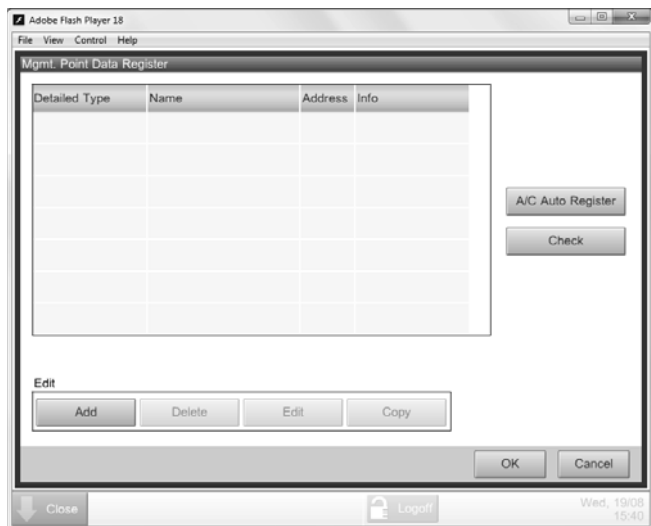 Adobe Flash Player 18
File View Control Help
Mgmt. Point Data Register
Detailed Type Name Address Info
A/C Auto Register
Check
Edit
Add Delete Edit Copy
OK Cancel
Close Logoff Wed, 19/08
15:40